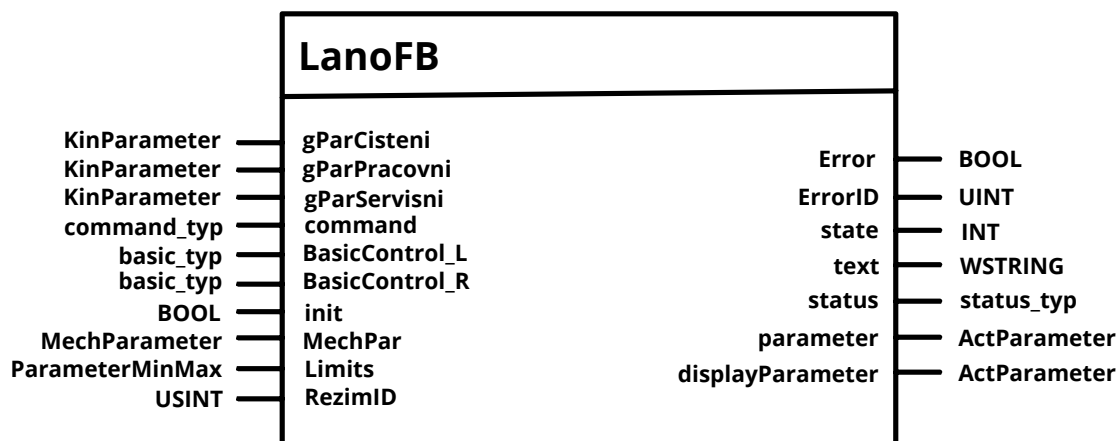 LanoFB
KinParameter gParCisteni
KinParameter gParPracovni
KinParameter gParServisni
command_typ command
basic_typ BasicControl_L
basic_typ BasicControl_R
BOOL init
MechParameter MechPar
ParameterMinMax Limits
USINT RezimID
Error BOOL
ErrorID UINT
state INT
text WSTRING
status status_typ
parameter ActParameter
displayParameter ActParameter